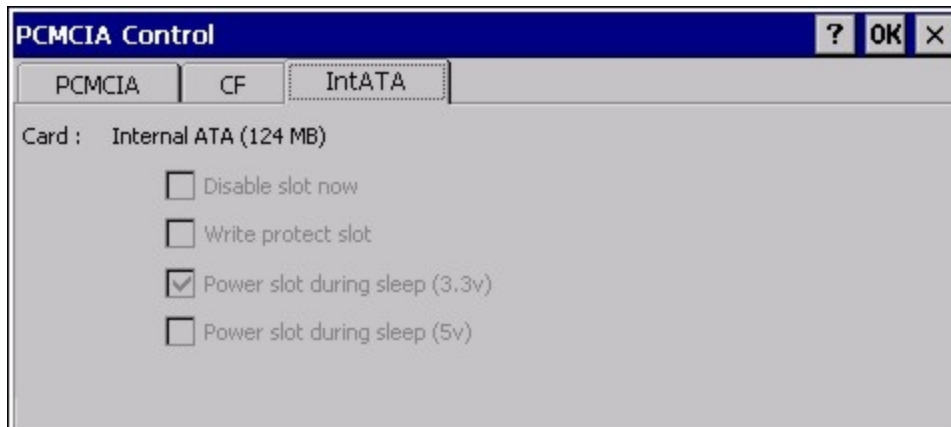 PCMCIA Control ? OK ×
PCMCIA CF IntATA
Card : Internal ATA (124 MB)
Disable slot now
Write protect slot
Power slot during sleep (3.3v)
Power slot during sleep (5v)